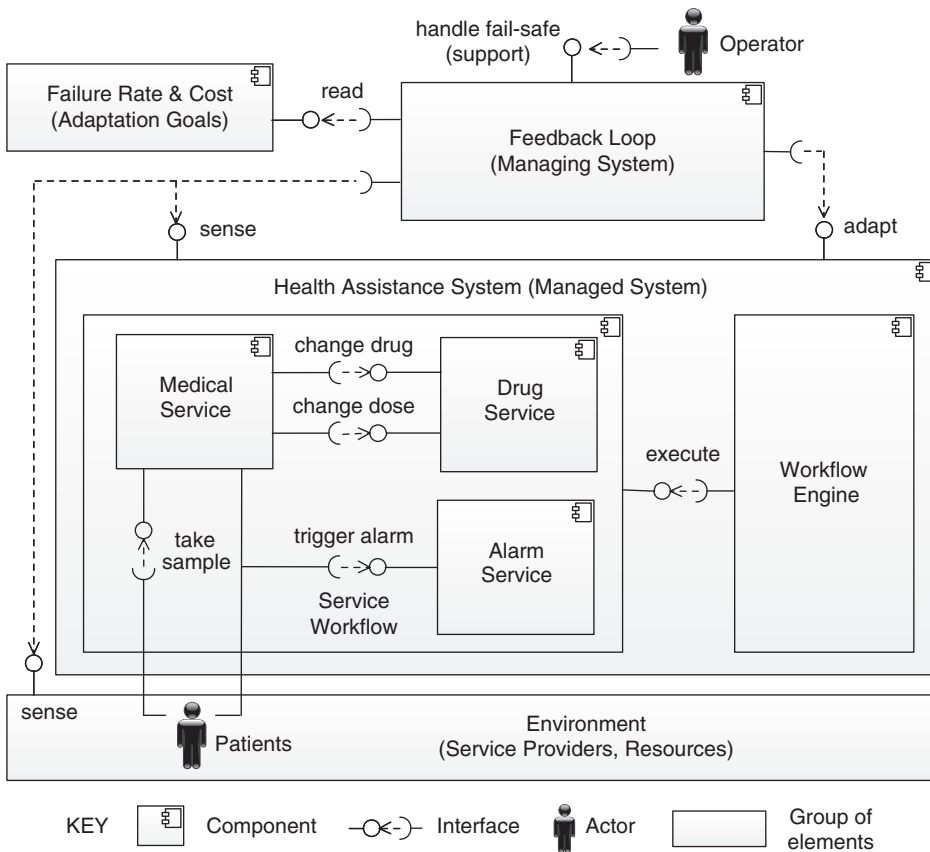 handle fail-safe
(support)
Operator
Failure Rate & Cost
(Adaptation Goals)
read
Feedback Loop
(Managing System)
sense
adapt
Health Assistance System (Managed System)
Medical
Service
change drug
change dose
Drug
Service
execute
Workflow
Engine
take
sample
trigger alarm
Alarm
Service
Service
Workflow
sense
Patients
Environment
(Service Providers, Resources)
KEY
Component
Interface
Actor
Group of
elements